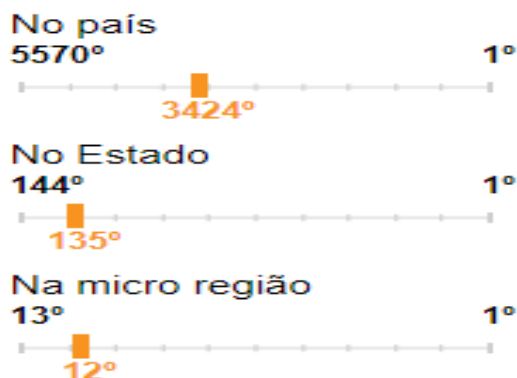 No país
5570º 1º
3424º
No Estado
144º 1º
135º
Na micro região
13º 1º
12º